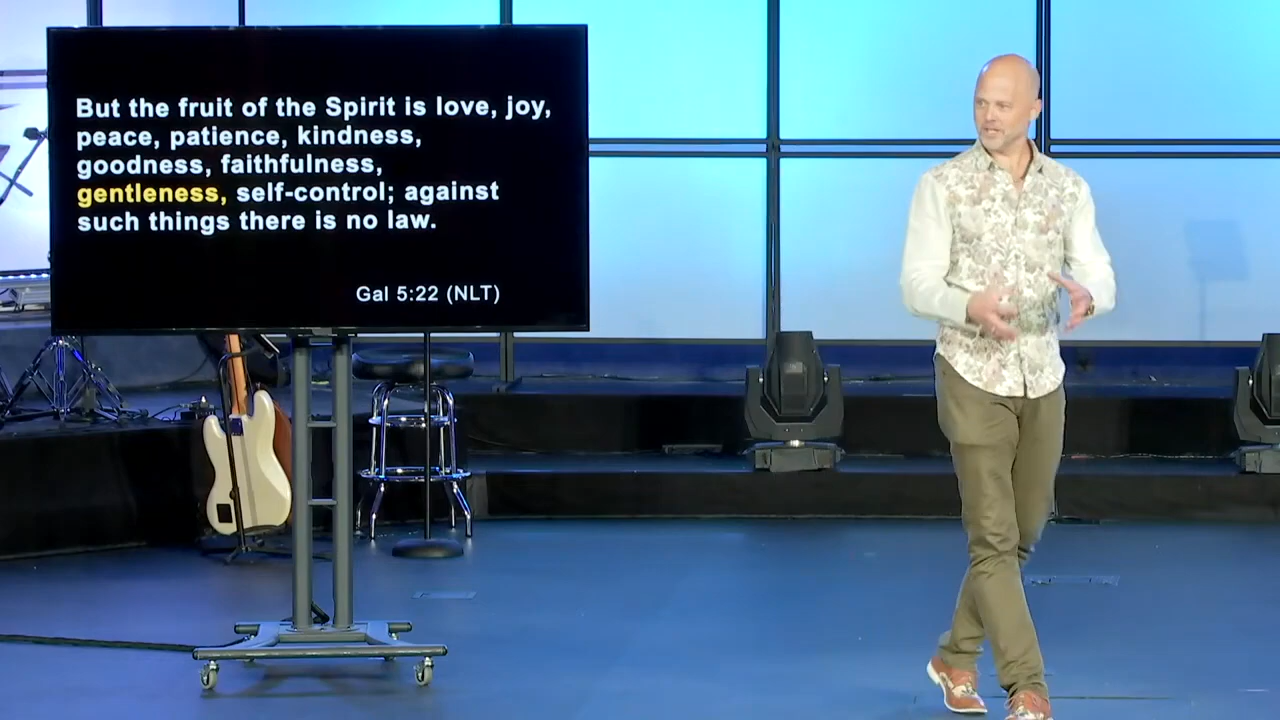 But the fruit of the Spirit is love, joy,
peace, patience, kindness,
goodness, faithfulness,
gentleness, self-control; against
such things there is no law.
Gal 5:22 (NLT)